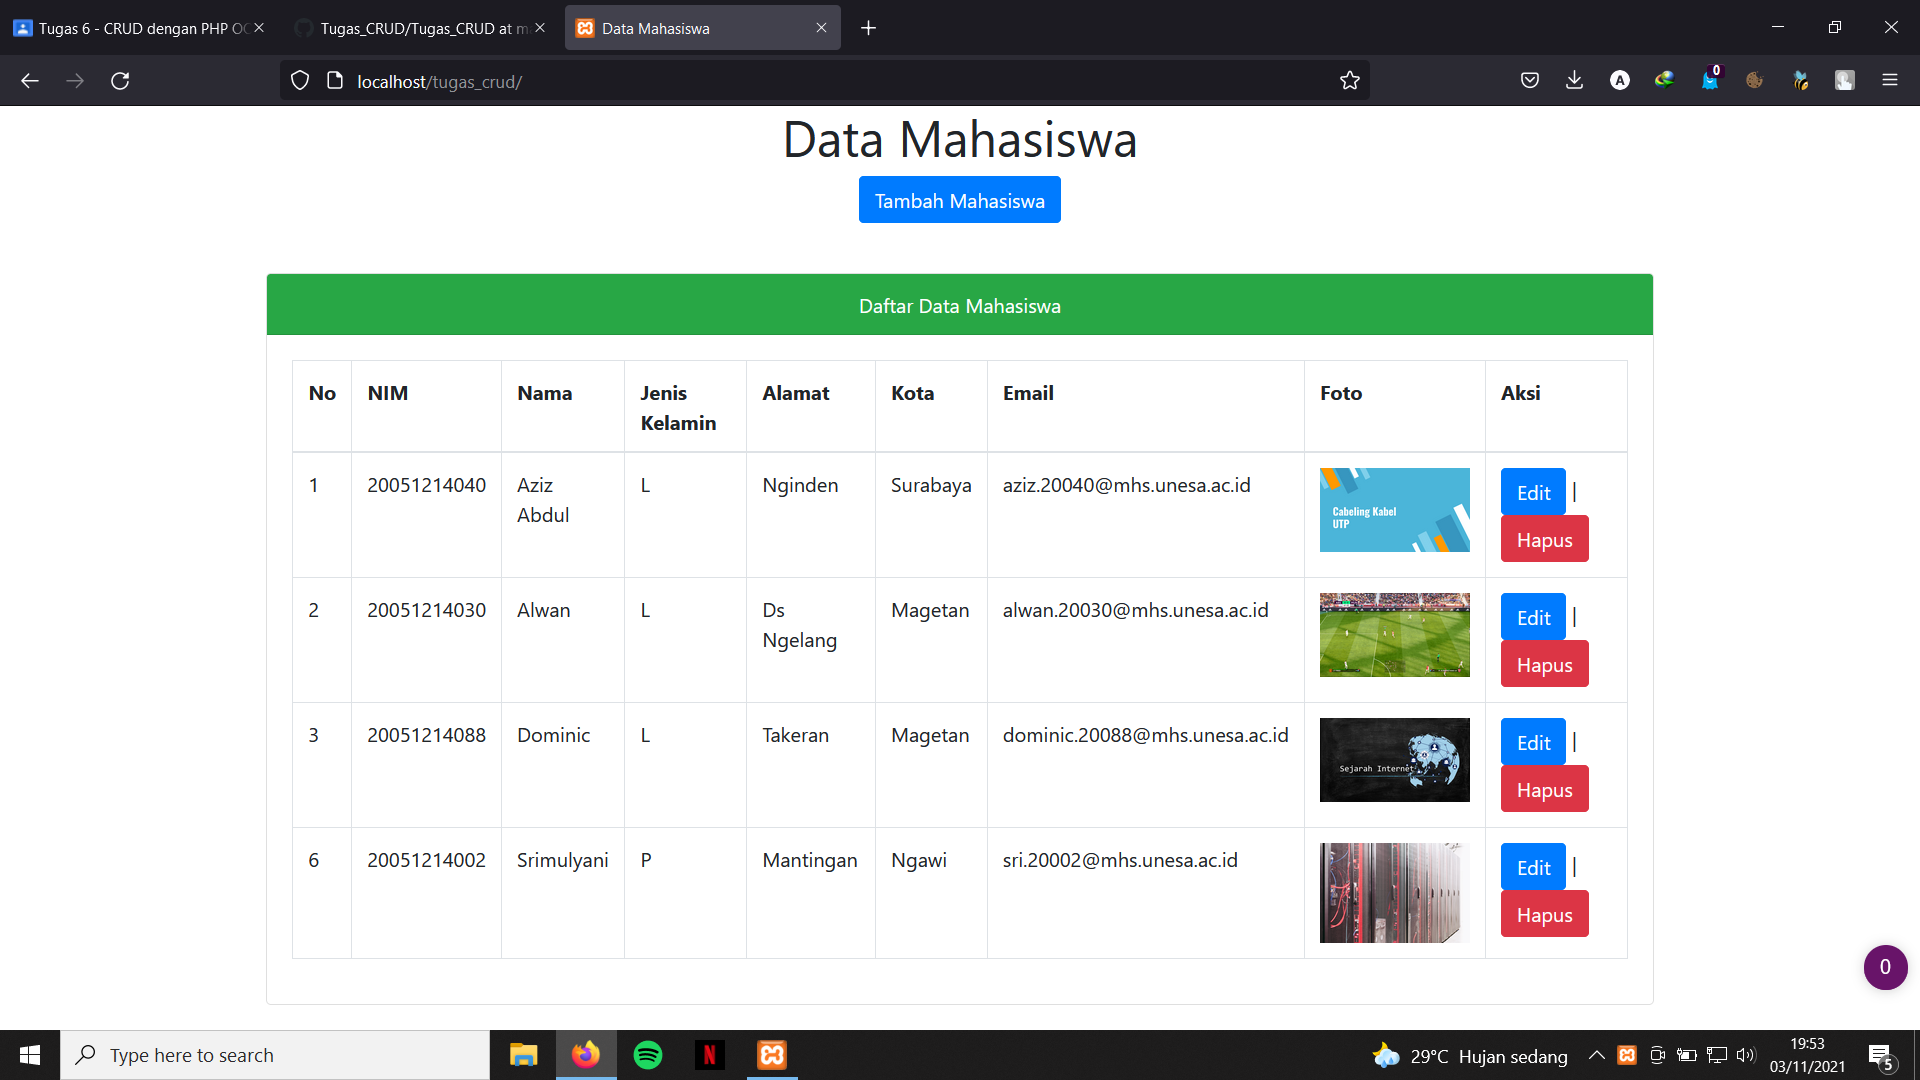 Tugas 6 - CRUD dengan PHP OO
Tugas_CRUD/Tugas_CRUD at m
Data Mahasiswa
localhost/tugas_crud/
0
Data Mahasiswa
Tambah Mahasiswa
Daftar Data Mahasiswa
No NIM Nama Jenis Kelamin Alamat Kota Email Foto Aksi
1 20051214040 Aziz Abdul L Nginden Surabaya aziz.20040@mhs.unesa.ac.id
Cabeling Kabel
UTP
Edit |
Hapus
2 20051214030 Alwan L Ds Ngelang Magetan alwan.20030@mhs.unesa.ac.id
Edit |
Hapus
3 20051214088 Dominic L Takeran Magetan dominic.20088@mhs.unesa.ac.id
Sejarah Internet
Edit |
Hapus
6 20051214002 Srimulyani P Mantingan Ngawi sri.20002@mhs.unesa.ac.id
Edit |
Hapus
0
Type here to search
29°C Hujan sedang
19:53
03/11/2021
5